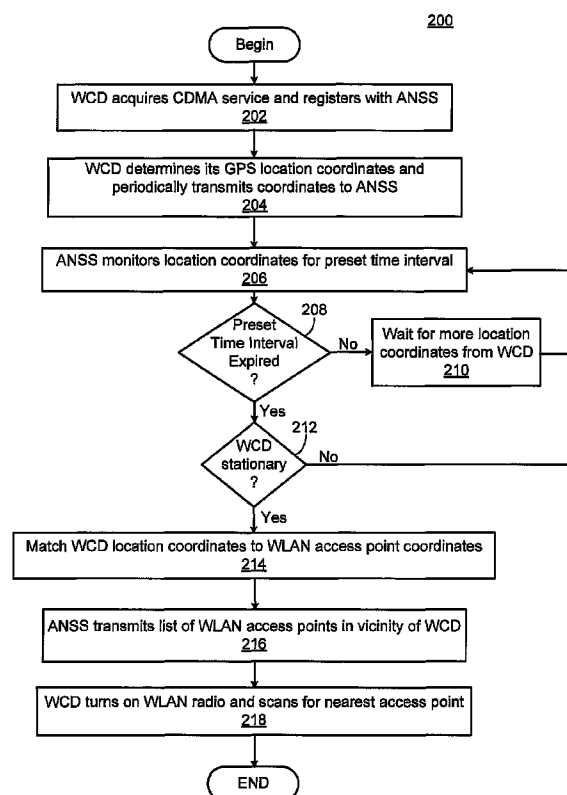 200
Begin
WCD acquires CDMA service and registers with ANSS
202
WCD determines its GPS location coordinates and
periodically transmits coordinates to ANSS
204
ANSS monitors location coordinates for preset time interval
206
208
Preset
Time Interval
Expired
?
No
Wait for more location
coordinates from WCD
210
Yes
212
WCD
stationary
?
No
Yes
Match WCD location coordinates to WLAN access point coordinates
214
ANSS transmits list of WLAN access points in vicinity of WCD
216
WCD turns on WLAN radio and scans for nearest access point
218
END